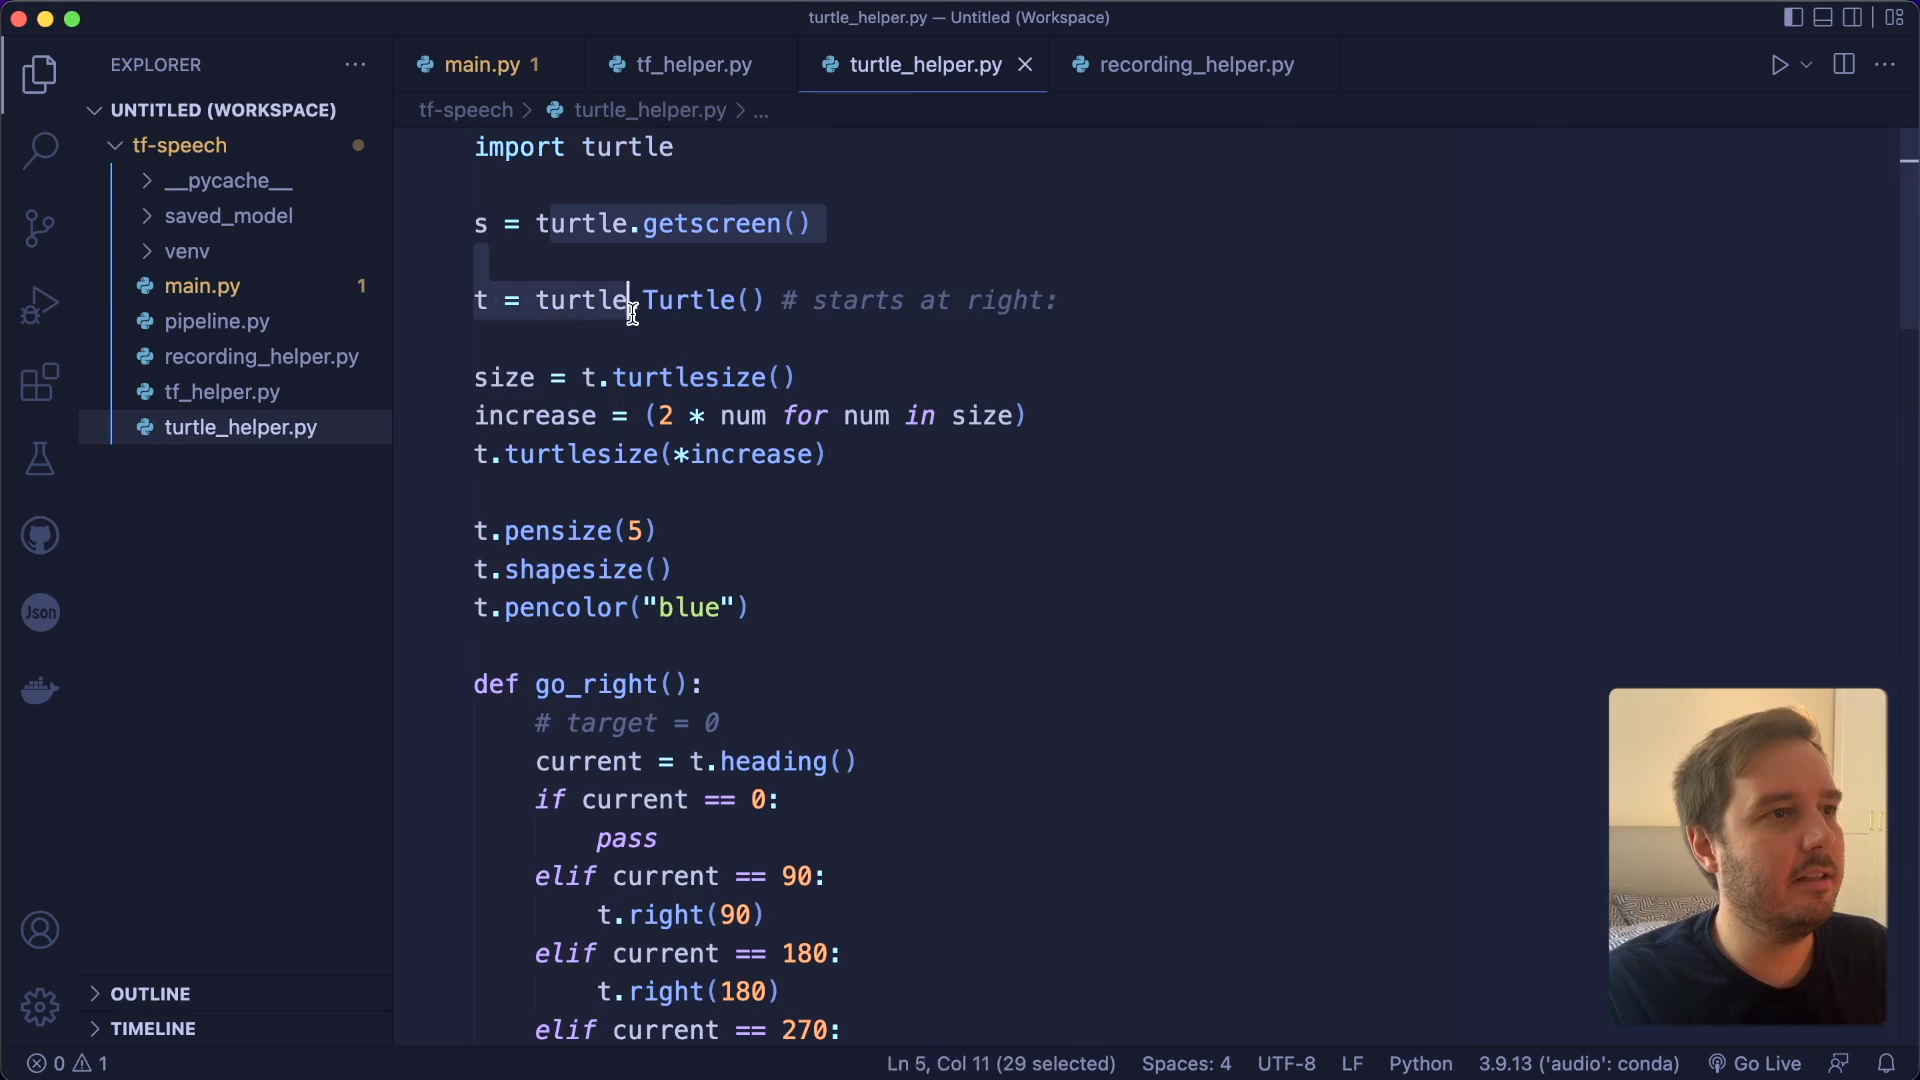 turtle_helper.py — Untitled (Workspace)
EXPLORER
UNTITLED (WORKSPACE)
tf-speech
__pycache__
saved_model
venv
main.py 1
pipeline.py
recording_helper.py
tf_helper.py
turtle_helper.py
OUTLINE
TIMELINE
Json
main.py 1
tf_helper.py
turtle_helper.py
recording_helper.py
tf-speech > turtle_helper.py > ...
import turtle
s = turtle.getscreen()
t = turtle.Turtle() # starts at right:
size = t.turtlesize()
increase = (2 * num for num in size)
t.turtlesize(*increase)
t.pensize(5)
t.shapesize()
t.pencolor("blue")
def go_right():
# target = 0
current = t.heading()
if current == 0:
pass
elif current == 90:
t.right(90)
elif current == 180:
t.right(180)
elif current == 270:
0 1
Ln 5, Col 11 (29 selected)
Spaces: 4
UTF-8
LF
Python
3.9.13 ('audio': conda)
Go Live